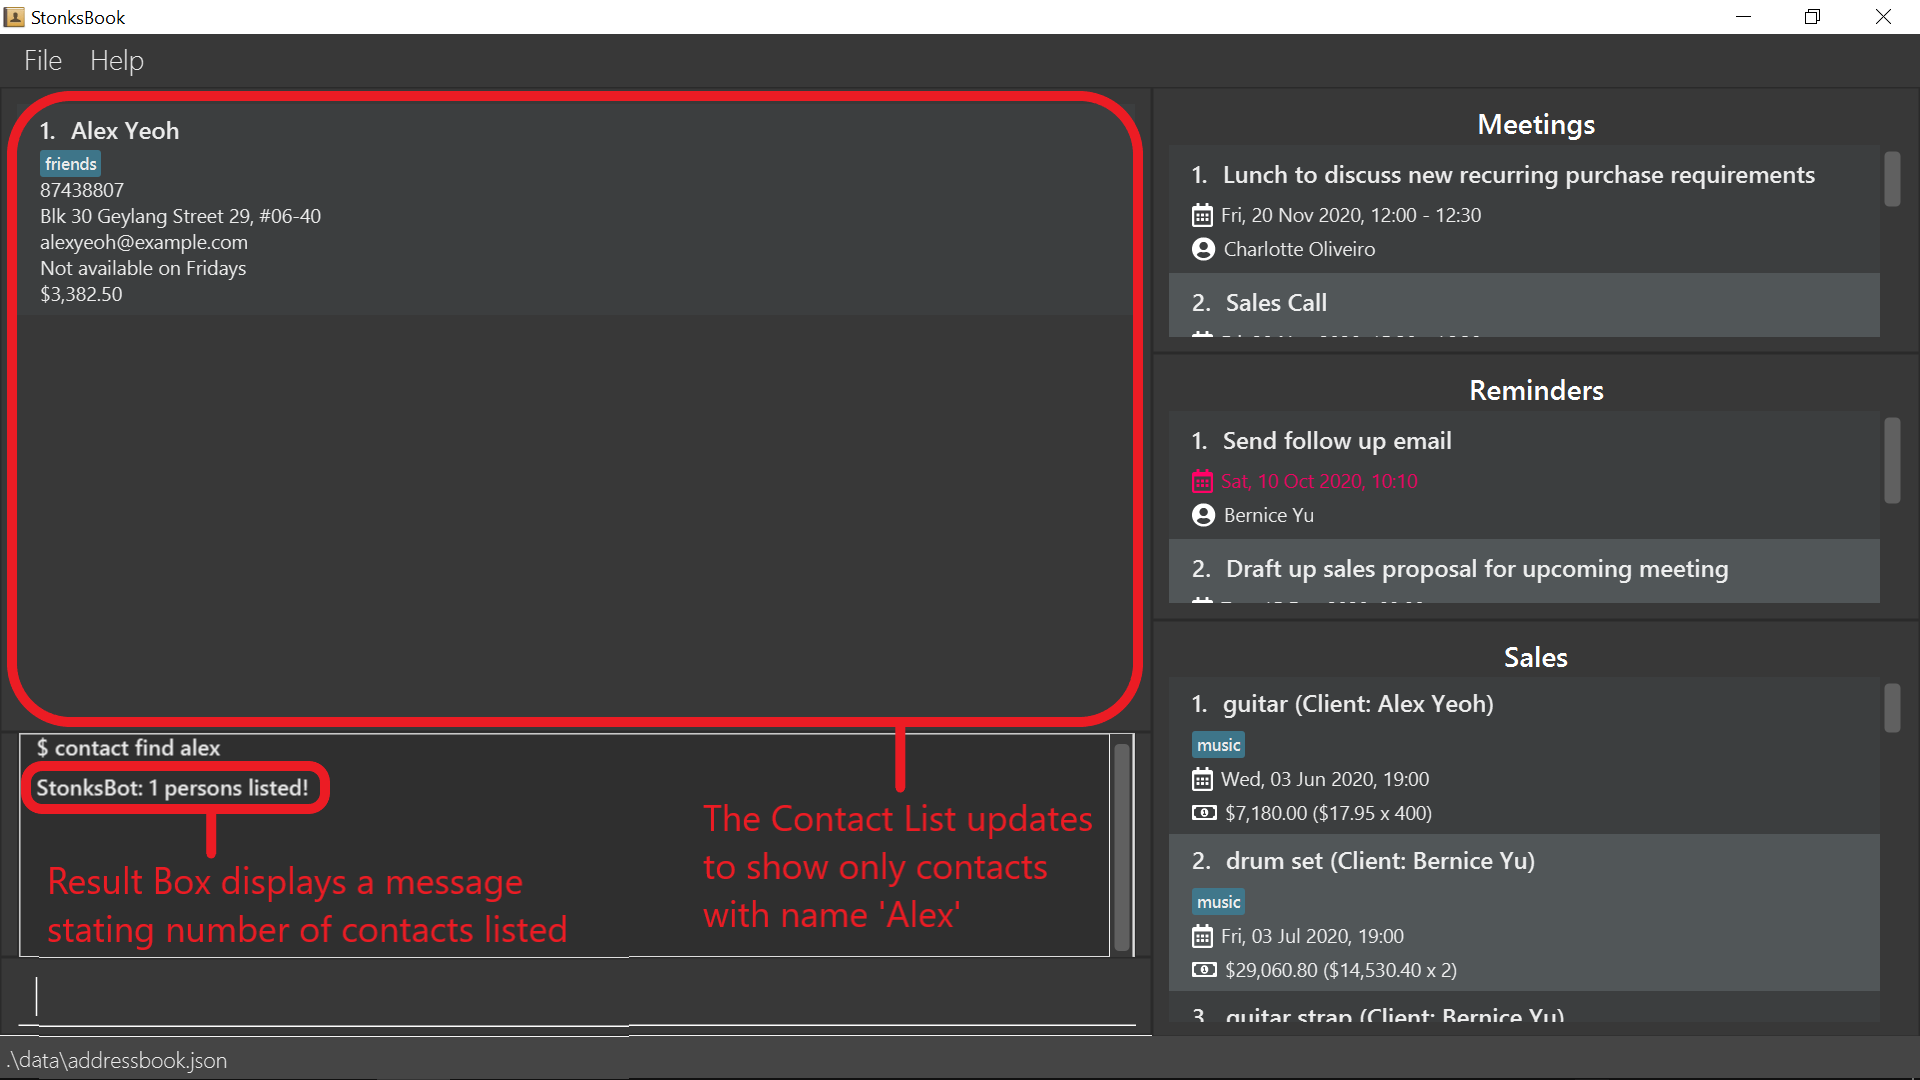 StonksBook
File Help
1. Alex Yeoh
friends
87438807
Blk 30 Geylang Street 29, #06-40
alexyeoh@example.com
Not available on Fridays
$3,382.50
$ contact find alex
StonksBot: 1 persons listed!
Result Box displays a message
stating number of contacts listed
The Contact List updates
to show only contacts
with name 'Alex'
Meetings
1. Lunch to discuss new recurring purchase requirements
Fri, 20 Nov 2020, 12:00 - 12:30
Charlotte Oliveiro
2. Sales Call
Reminders
1. Send follow up email
Sat, 10 Oct 2020, 10:10
Bernice Yu
2. Draft up sales proposal for upcoming meeting
Sales
1. guitar (Client: Alex Yeoh)
music
Wed, 03 Jun 2020, 19:00
$7,180.00 ($17.95 x 400)
2. drum set (Client: Bernice Yu)
music
Fri, 03 Jul 2020, 19:00
$29,060.80 ($14,530.40 x 2)
3. guitar strap (Client: Bernice Yu)
.\data\addressbook.json